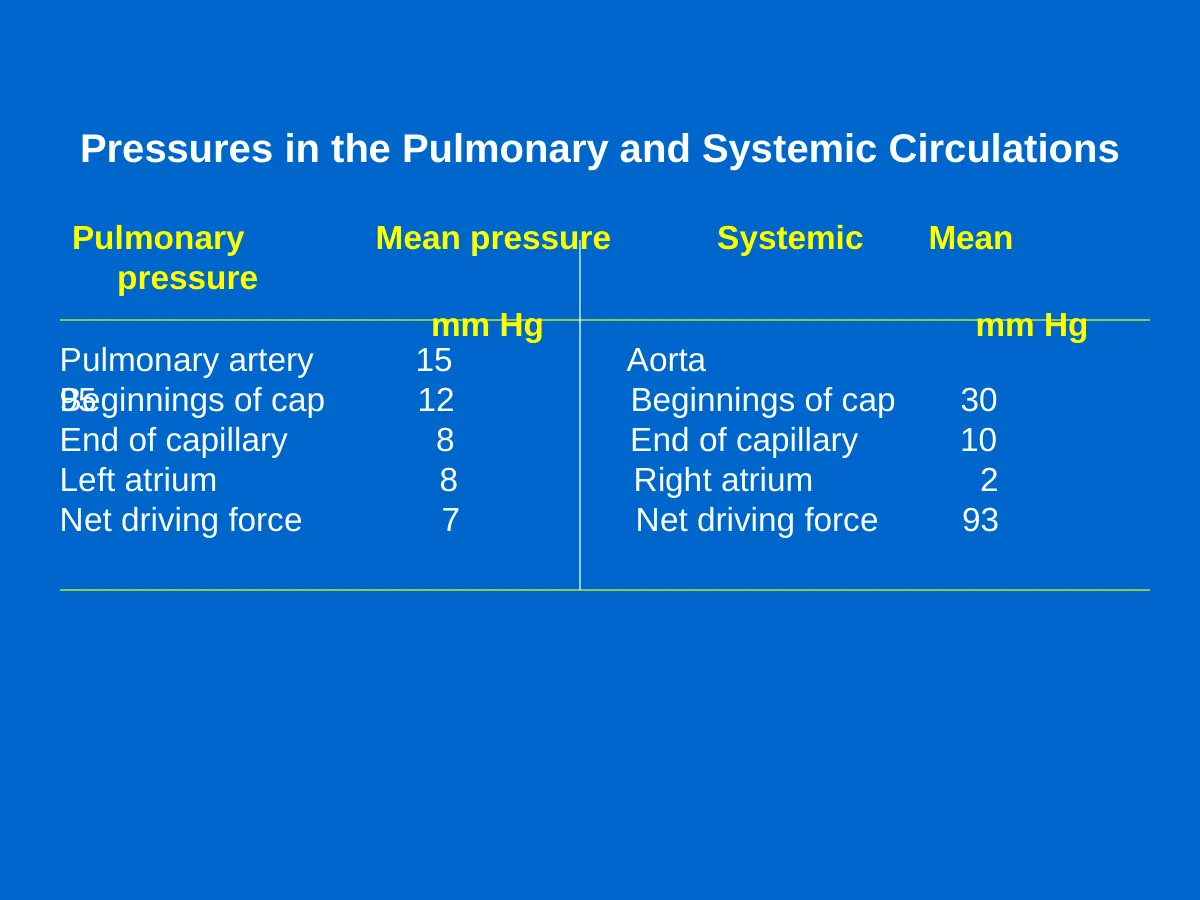 Pressures in the Pulmonary and Systemic Circulations
Pulmonary Mean pressure Systemic Mean
pressure
mm Hg mm Hg
Pulmonary artery 15 Aorta
95
Beginnings of cap 12 Beginnings of cap 30
End of capillary 8 End of capillary 10
Left atrium 8 Right atrium 2
Net driving force 7 Net driving force 93